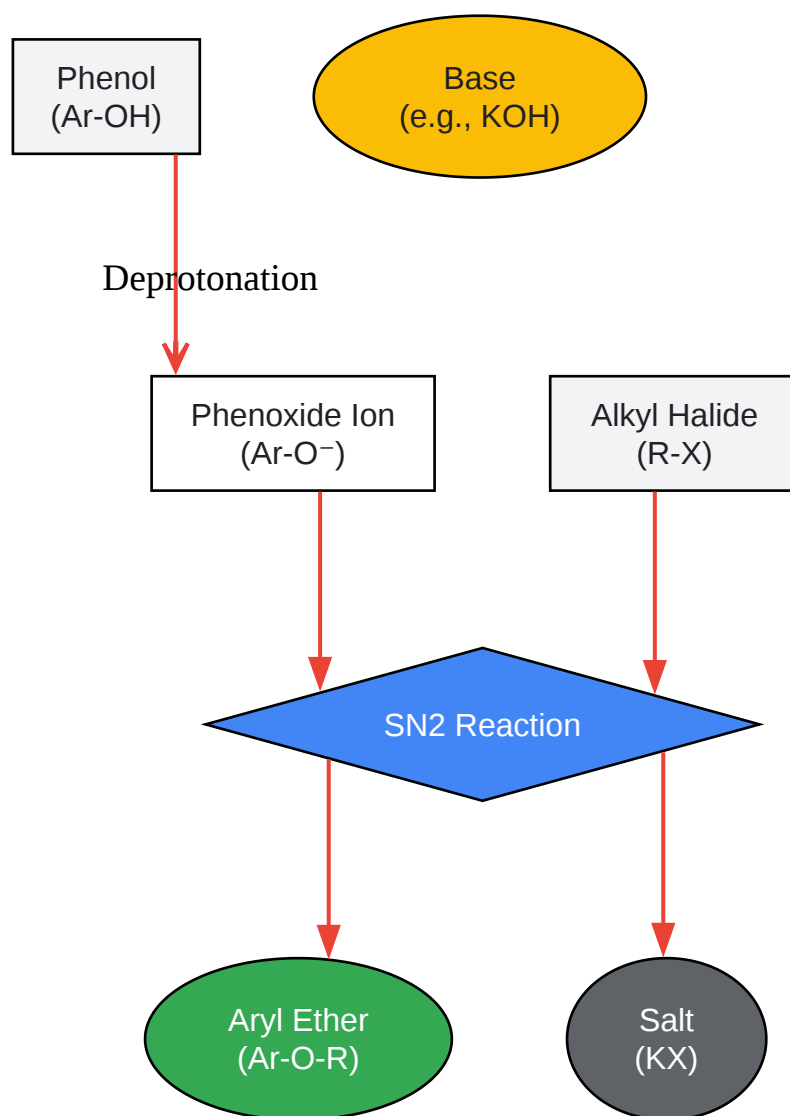 Phenol
(Ar-OH)
Base
(e.g., KOH)
Deprotonation
Phenoxide Ion
(Ar-O⁻)
Alkyl Halide
(R-X)
SN2 Reaction
Aryl Ether
(Ar-O-R)
Salt
(KX)